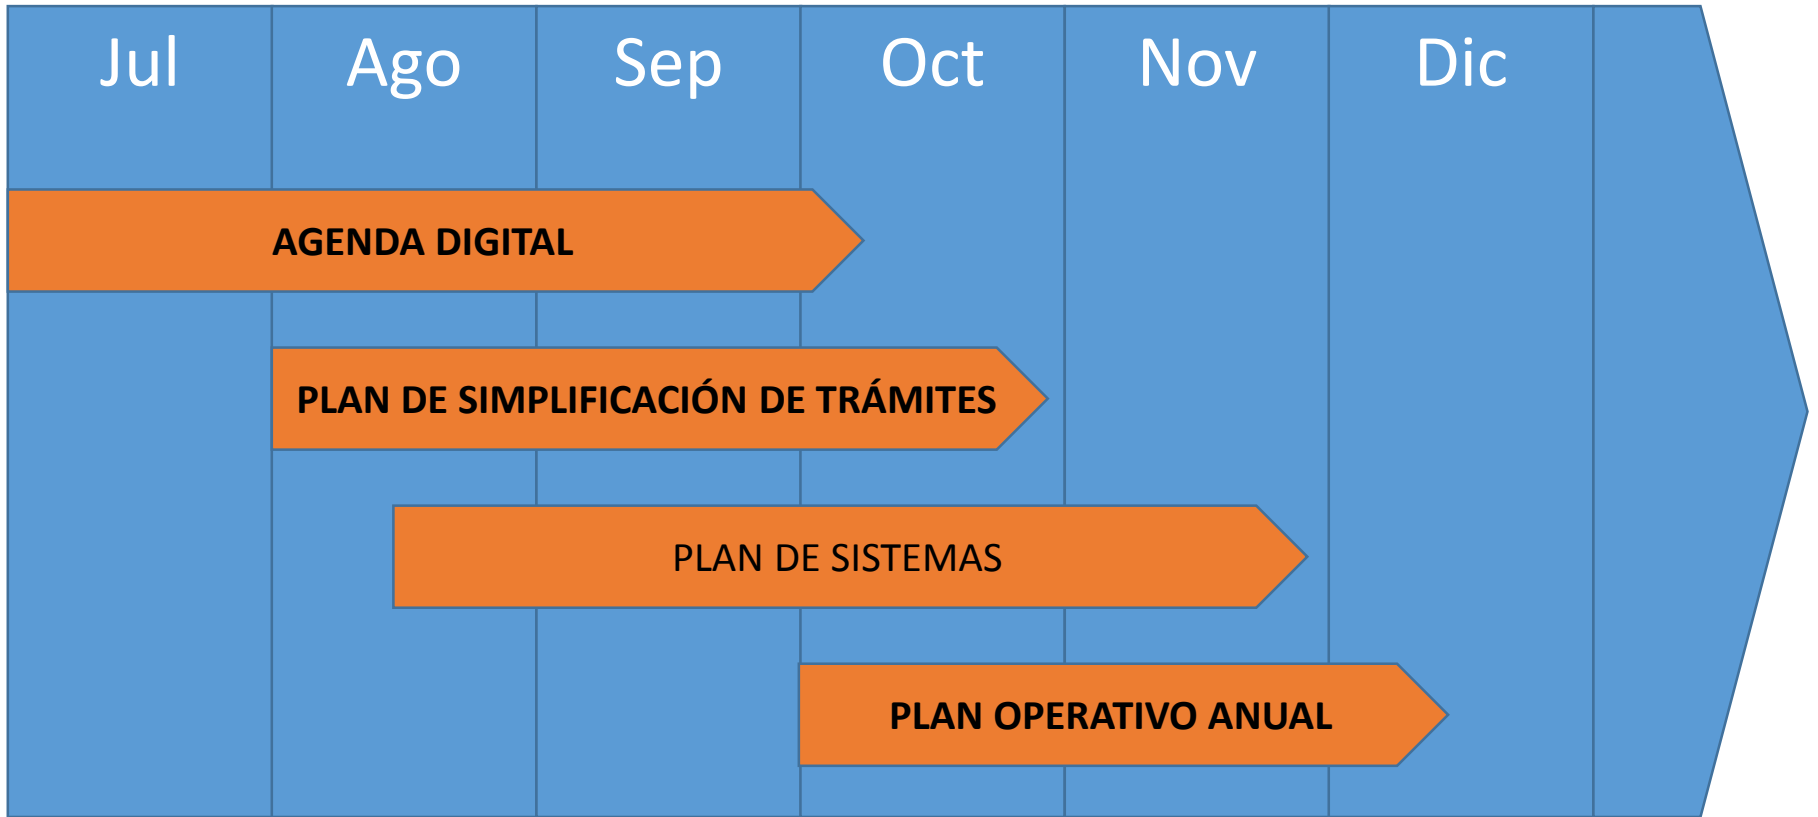 Jul Ago Sep Oct Nov Dic
AGENDA DIGITAL
PLAN DE SIMPLIFICACIÓN DE TRÁMITES
PLAN DE SISTEMAS
PLAN OPERATIVO ANUAL